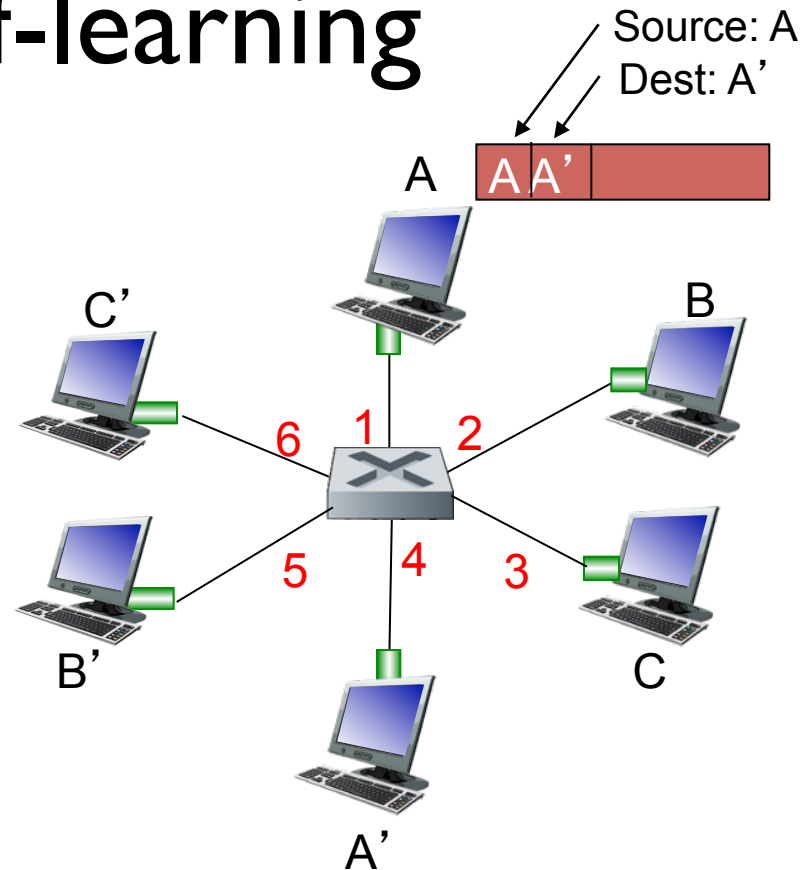 f-learning
Source: A
Dest: A’
A A’
A
B
C’
6
1
2
5
4
3
B’
C
A’